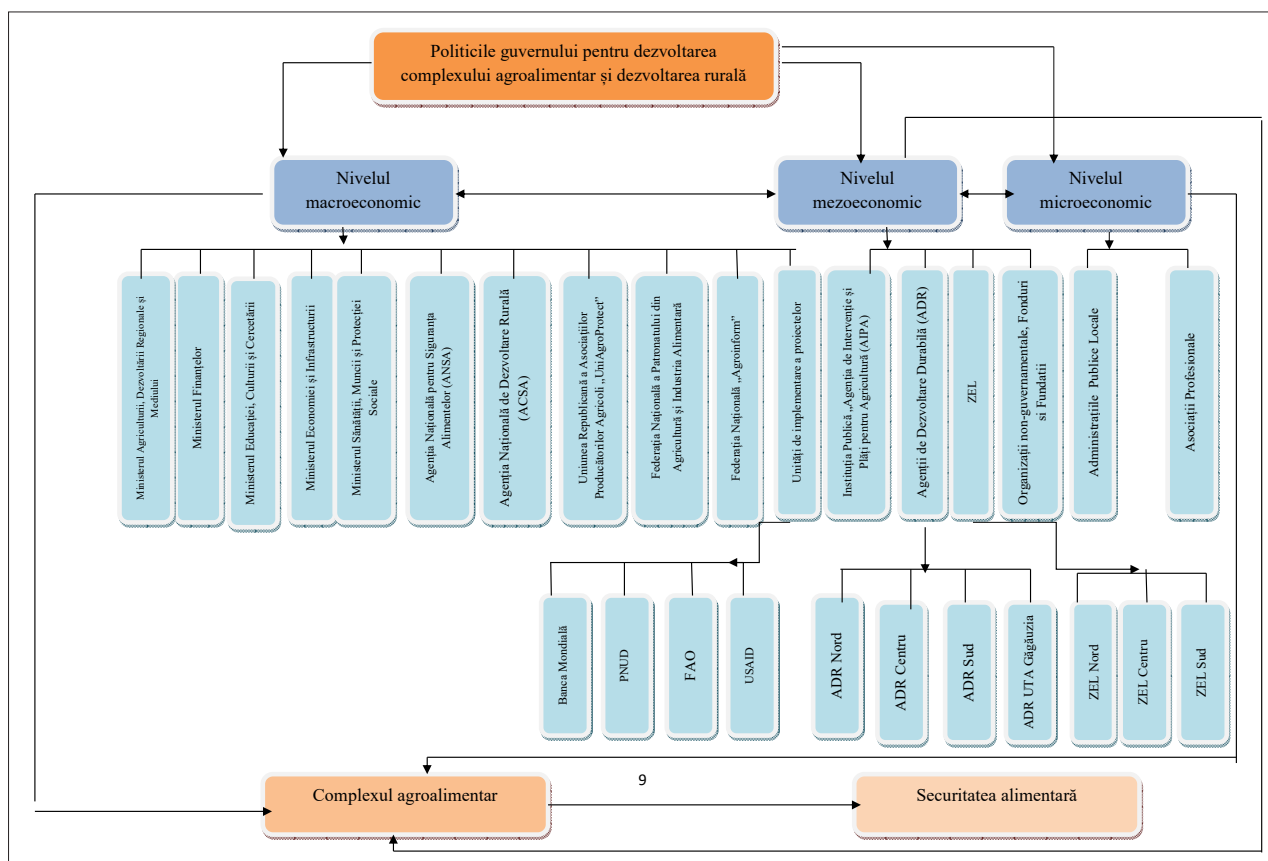 Politicile guvernului pentru dezvoltarea
complexului agroalimentar și dezvoltarea rurală
Nivelul
macroeconomic
Nivelul
mezoeconomic
Nivelul
microeconomic
Ministerul Agriculturii, Dezvoltării Regionale și
Mediului
Ministerul Finanțelor
Ministerul Educației, Culturii și Cercetării
Ministerul Economiei și Infrastructurii
Ministerul Sănătății, Muncii și Protecției
Sociale
Agenția Națională pentru Siguranța
Alimentelor (ANSA)
Agenția Națională de Dezvoltare Rurală
(ACSA)
Uniunea Republicană a Asociațiilor
Producătorilor Agricoli „UniAgroProtect”
Federația Națională a Patronatului din
Agricultură și Industria Alimentară
Federația Națională „Agroinform”
Unități de implementare a proiectelor
Instituția Publică „Agenția de Intervenție și
Plăți pentru Agricultură (AIPA)
Agenții de Dezvoltare Durabilă (ADR)
ZEL
Organizații non-guvernamentale, Fonduri
si Fundatii
Administrațiile Publice Locale
Asociații Profesionale
Banca Mondială
PNUD
FAO
USAID
ADR Nord
ADR Centru
ADR Sud
ADR UTA Găgăuzia
ZEL Nord
ZEL Centru
ZEL Sud
9
Complexul agroalimentar
Securitatea alimentară